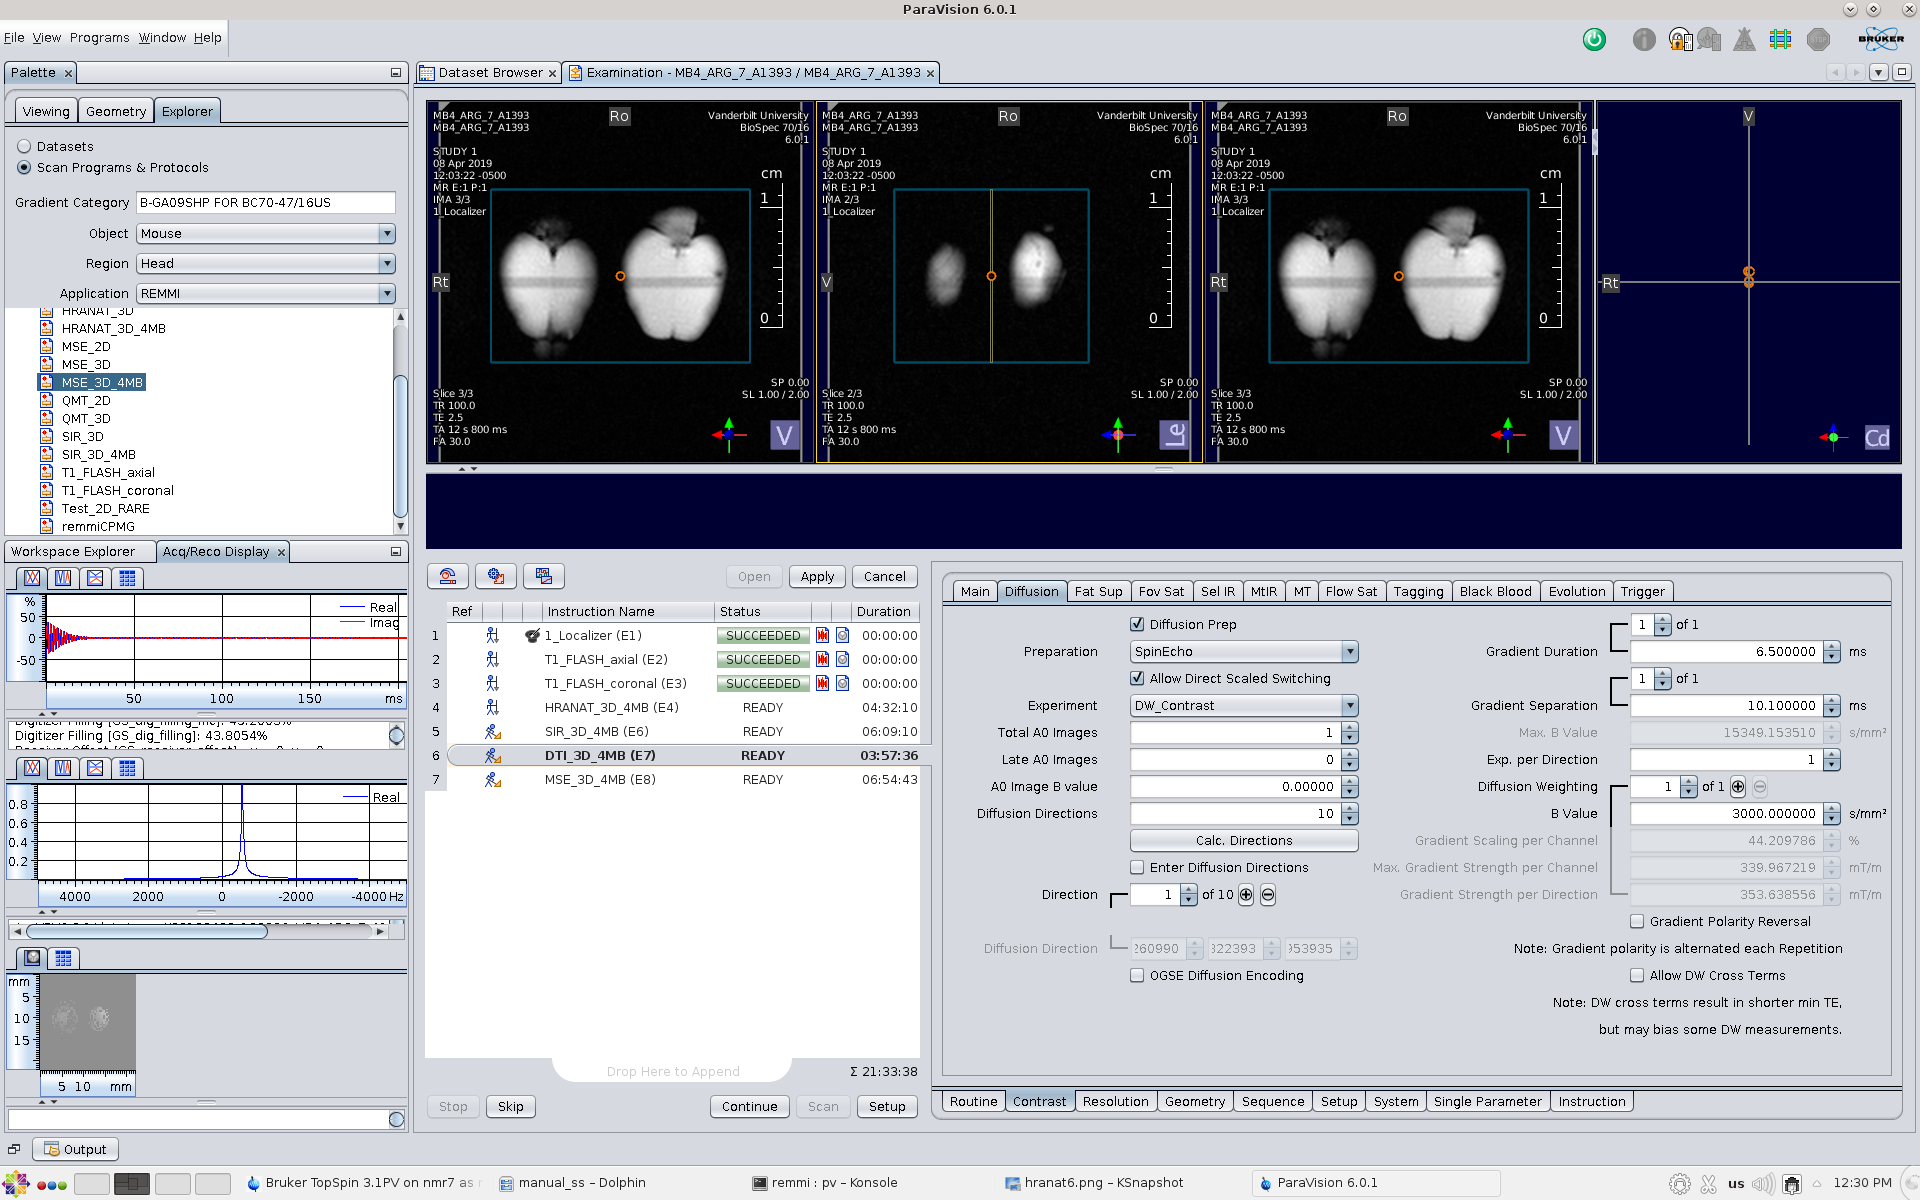 ParaVision 6.0.1
File View Programs Window Help
BRUKER
Palette
Dataset Browser
Examination - MB4_ARG_7_A1393 / MB4_ARG_7_A1393
Viewing Geometry Explorer
Datasets
Scan Programs & Protocols
Gradient Category B-GA09SHP FOR BC70-47/16US
Object Mouse
Region Head
Application REMMI
HRANAT_3D
HRANAT_3D_4MB
MSE_2D
MSE_3D
MSE_3D_4MB
QMT_2D
QMT_3D
SIR_3D
SIR_3D_4MB
T1_FLASH_axial
T1_FLASH_coronal
Test_2D_RARE
remmiCPMG
MB4_ARG_7_A1393
MB4_ARG_7_A1393
Ro
Vanderbilt University
BioSpec 70/16
6.0.1
STUDY 1
08 Apr 2019
12:03:22 -0500
MR E:1 P:1
IMA 3/3
1_Localizer
cm
1
0
Rt
SP 0.00
SL 1.00 / 2.00
Slice 3/3
TR 100.0
TE 2.5
TA 12 s 800 ms
FA 30.0
V
MB4_ARG_7_A1393
MB4_ARG_7_A1393
Ro
Vanderbilt University
BioSpec 70/16
6.0.1
STUDY 1
08 Apr 2019
12:03:22 -0500
MR E:1 P:1
IMA 2/3
1_Localizer
cm
1
0
V
SP 0.00
SL 1.00 / 2.00
Slice 2/3
TR 100.0
TE 2.5
TA 12 s 800 ms
FA 30.0
Le
MB4_ARG_7_A1393
MB4_ARG_7_A1393
Ro
Vanderbilt University
BioSpec 70/16
6.0.1
STUDY 1
08 Apr 2019
12:03:22 -0500
MR E:1 P:1
IMA 3/3
1_Localizer
cm
1
0
Rt
SP 0.00
SL 1.00 / 2.00
Slice 3/3
TR 100.0
TE 2.5
TA 12 s 800 ms
FA 30.0
V
V
Rt
Cd
Workspace Explorer Acq/Reco Display
%
50
0
-50
Real
Imag
50 100 150 ms
Digitizer Filling [GS_dig_filling]: 43.8054%
0.8
0.6
0.4
0.2
Real
4000 2000 0 -2000 -4000 Hz
mm
5
10
15
5 10 mm
Output
Open Apply Cancel
Ref Instruction Name Status Duration
1 1_Localizer (E1) SUCCEEDED 00:00:00
2 T1_FLASH_axial (E2) SUCCEEDED 00:00:00
3 T1_FLASH_coronal (E3) SUCCEEDED 00:00:00
4 HRANAT_3D_4MB (E4) READY 04:32:10
5 SIR_3D_4MB (E6) READY 06:09:10
6 DTI_3D_4MB (E7) READY 03:57:36
7 MSE_3D_4MB (E8) READY 06:54:43
Drop Here to Append
Σ 21:33:38
Stop Skip Continue Scan Setup
Main Diffusion Fat Sup Fov Sat Sel IR MtIR MT Flow Sat Tagging Black Blood Evolution Trigger
Diffusion Prep
Preparation SpinEcho
Allow Direct Scaled Switching
Experiment DW_Contrast
Total A0 Images 1
Late A0 Images 0
A0 Image B value 0.00000
Diffusion Directions 10
Calc. Directions
Enter Diffusion Directions
Direction 1 of 10
Diffusion Direction 260990 822393 953935
OGSE Diffusion Encoding
1 of 1
Gradient Duration 6.500000 ms
1 of 1
Gradient Separation 10.100000 ms
Max. B Value 15349.153510 s/mm²
Exp. per Direction 1
Diffusion Weighting 1 of 1
B Value 3000.000000 s/mm²
Gradient Scaling per Channel 44.209786 %
Max. Gradient Strength per Channel 339.967219 mT/m
Gradient Strength per Direction 353.638556 mT/m
Gradient Polarity Reversal
Note: Gradient polarity is alternated each Repetition
Allow DW Cross Terms
Note: DW cross terms result in shorter min TE,
but may bias some DW measurements.
Routine Contrast Resolution Geometry Sequence Setup System Single Parameter Instruction
Bruker TopSpin 3.1PV on nmr7 as
manual_ss – Dolphin
remmi : pv – Konsole
hranat6.png – KSnapshot
ParaVision 6.0.1
us
12:30 PM